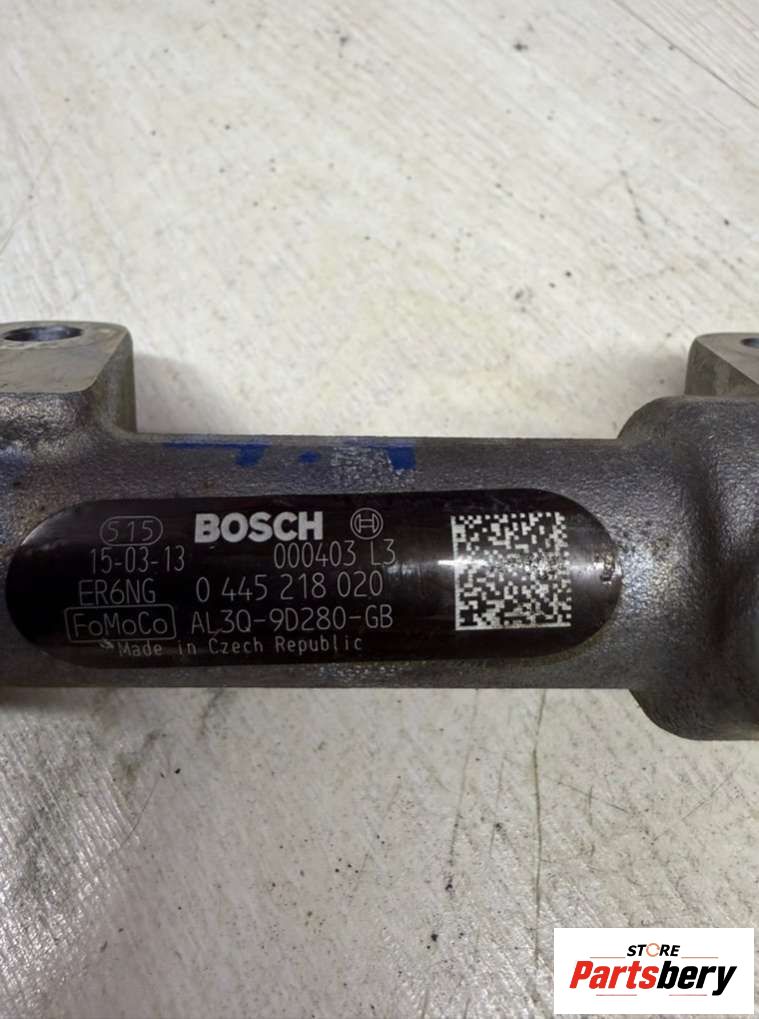 S15 BOSCH
15-03-13 000403 L3
ER6NG 0 445 218 020
FoMoCo AL3Q-9D280-GB
Made in Czech Republic
STORE
Partsbery